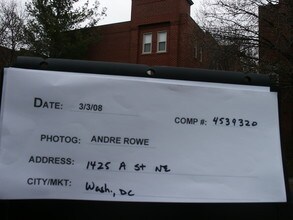 DATE: 3/3/08
COMP #: 4539320
PHOTOG: ANDRE ROWE
ADDRESS: 1425 A ST NE
CITY/MKT: Wash, DC